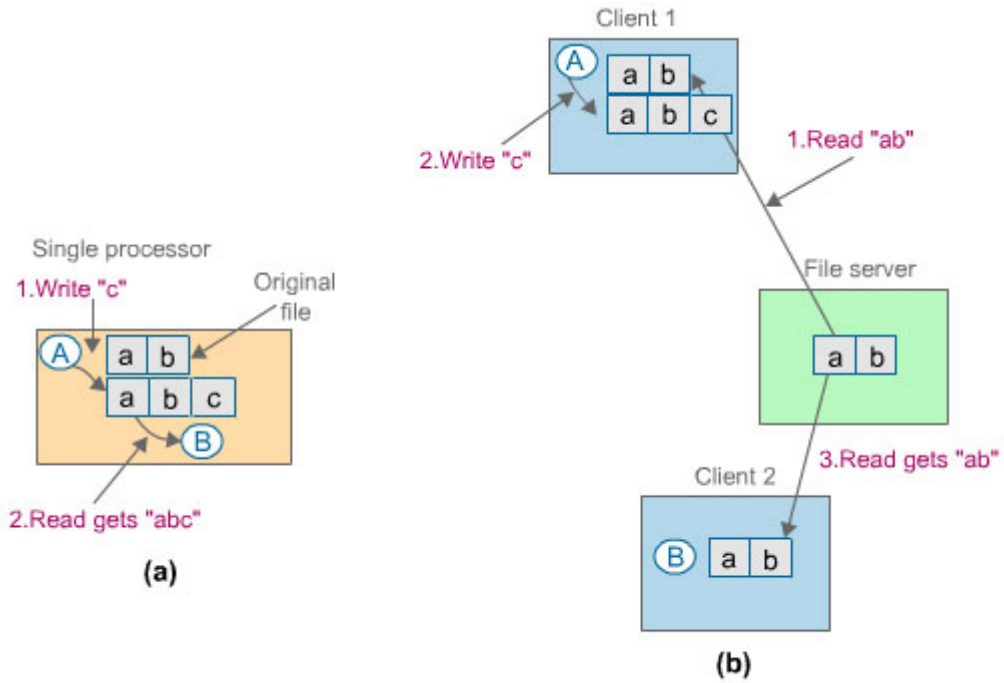 Single processor
1.Write "c"
Original
file
A
a b
a b c
B
2.Read gets "abc"
(a)
Client 1
A
a b
a b c
2.Write "c"
1.Read "ab"
File server
a b
3.Read gets "ab"
Client 2
B
a b
(b)